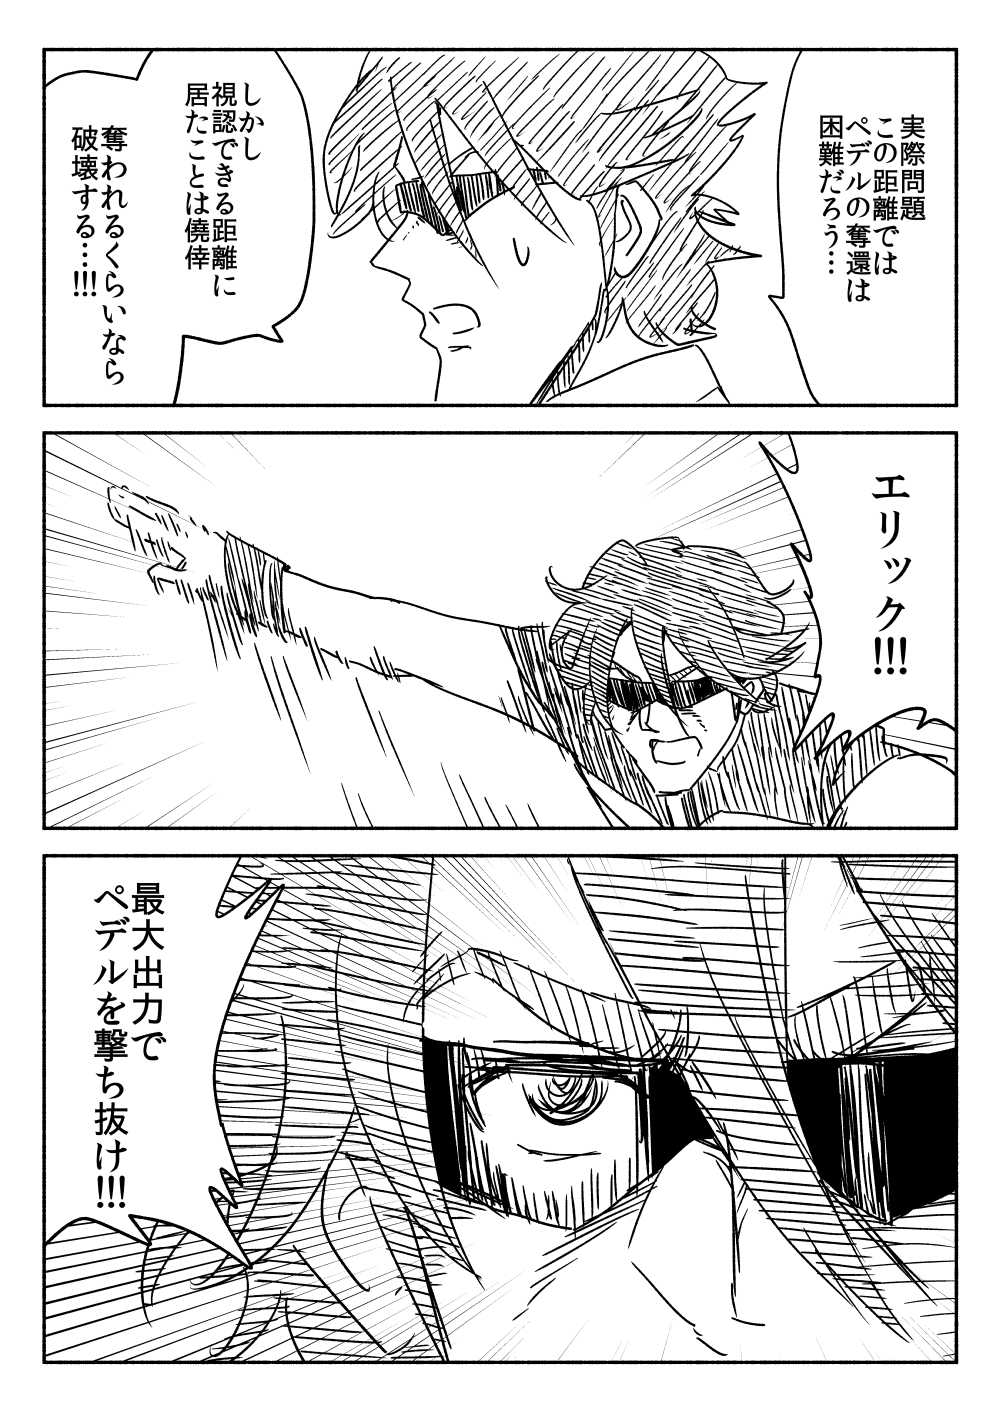 実際問題
この距離では
ペデルの奪還は
困難だろう…
しかし
視認できる距離に
居たことは僥倖
奪われるくらいなら
破壊する…!!!
エリック!!!
最大出力で
ペデルを撃ち抜け!!!